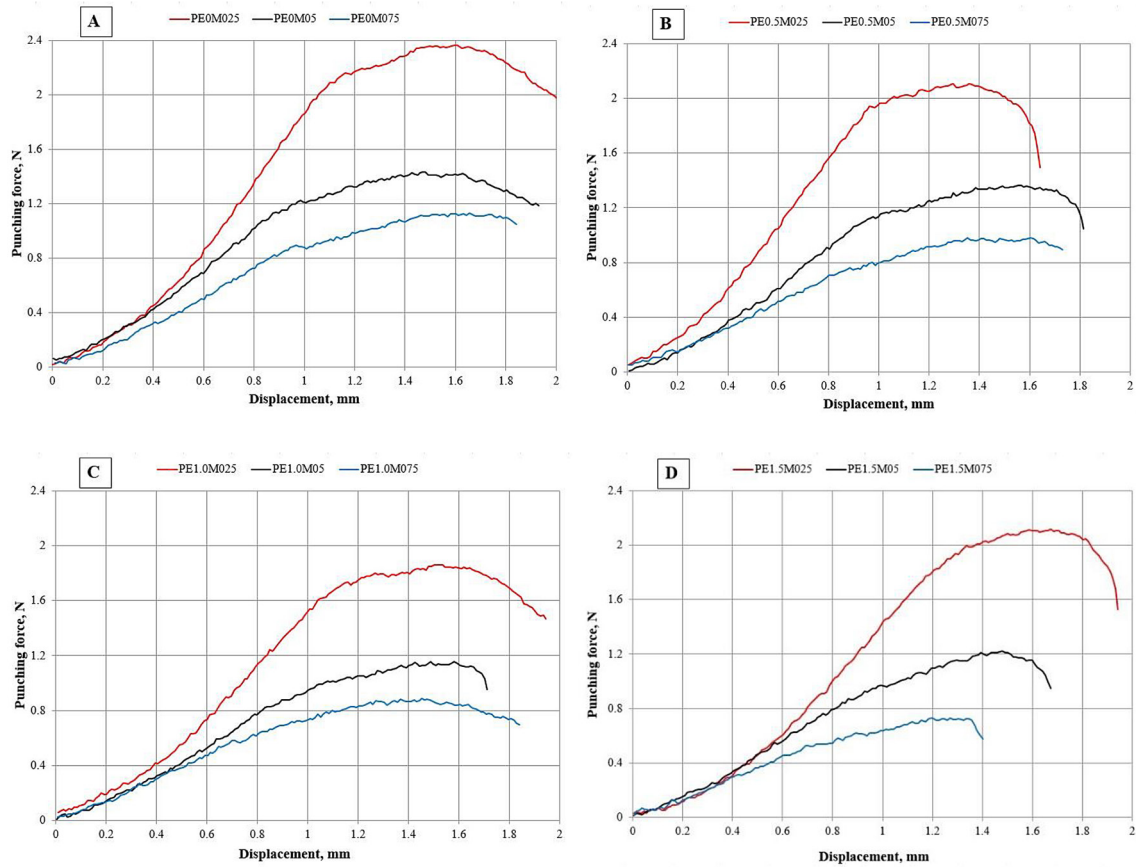 A
PE0M025 PE0M05 PE0M075
2.4
2
1.6
1.2
0.8
0.4
0
Punching force, N
0 0.2 0.4 0.6 0.8 1 1.2 1.4 1.6 1.8 2
Displacement, mm
B
PE0.5M025 PE0.5M05 PE0.5M075
2.4
2
1.6
1.2
0.8
0.4
0
Punching force, N
0 0.2 0.4 0.6 0.8 1 1.2 1.4 1.6 1.8 2
Displacement, mm
C
PE1.0M025 PE1.0M05 PE1.0M075
2.4
2
1.6
1.2
0.8
0.4
0
Punching force, N
0 0.2 0.4 0.6 0.8 1 1.2 1.4 1.6 1.8 2
Displacement, mm
D
PE1.5M025 PE1.5M05 PE1.5M075
2.4
2
1.6
1.2
0.8
0.4
0
Punching force, N
0 0.2 0.4 0.6 0.8 1 1.2 1.4 1.6 1.8 2
Displacement, mm